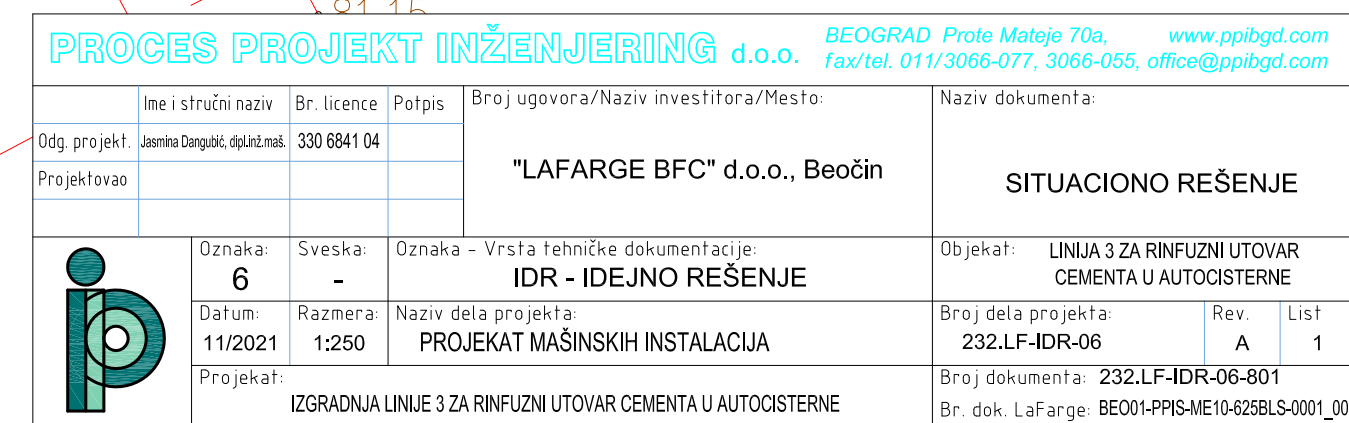 81.15
PROCES PROJEKT INŽENJERING d.o.o.
BEOGRAD Prote Mateje 70a, www.ppibgd.com
fax/tel. 011/3066-077, 3066-055, office@ppibgd.com
Ime i stručni naziv Br. licence Potpis
Odg. projekt. Jasmina Dangubić, dipl.inž.maš. 330 6841 04
Projektovao
Broj ugovora/Naziv investitora/Mesto:
"LAFARGE BFC" d.o.o., Beočin
Naziv dokumenta:
SITUACIONO REŠENJE
Oznaka:
6
Sveska:
-
Oznaka - Vrsta tehničke dokumentacije:
IDR - IDEJNO REŠENJE
Objekat: LINIJA 3 ZA RINFUZNI UTOVAR
CEMENTA U AUTOCISTERNE
Datum:
11/2021
Razmera:
1:250
Naziv dela projekta:
PROJEKAT MAŠINSKIH INSTALACIJA
Broj dela projekta:
232.LF-IDR-06
Rev.
A
List
1
Projekat:
IZGRADNJA LINIJE 3 ZA RINFUZNI UTOVAR CEMENTA U AUTOCISTERNE
Broj dokumenta: 232.LF-IDR-06-801
Br. dok. LaFarge: BEO01-PPIS-ME10-625BLS-0001_00